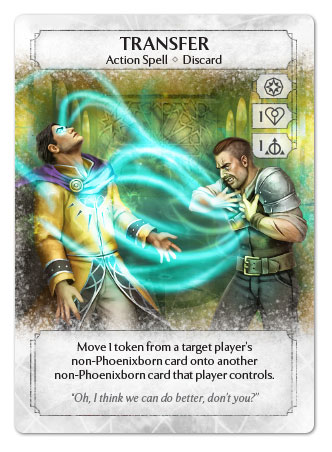 TRANSFER
Action Spell ◇ Discard
1
1
Move 1 token from a target player's
non-Phoenixborn card onto another
non-Phoenixborn card that player controls.
"Oh, I think we can do better, don't you?"